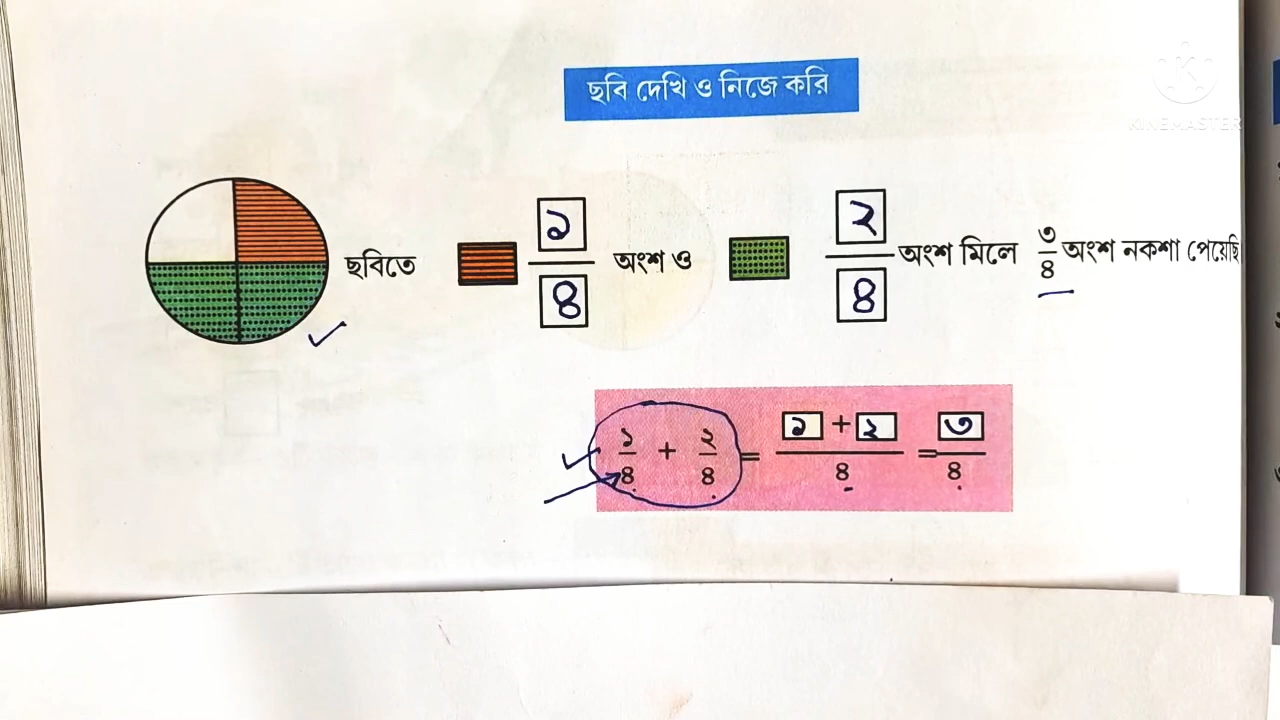 ছবি দেখি ও নিজে করি
KINEMASTER
ছবিতে ১/৪ অংশ ও ২/৪ অংশ মিলে ৩/৪ অংশ নকশা পেয়েছি
১/৪ + ২/৪ = ১ + ২/৪ = ৩/৪